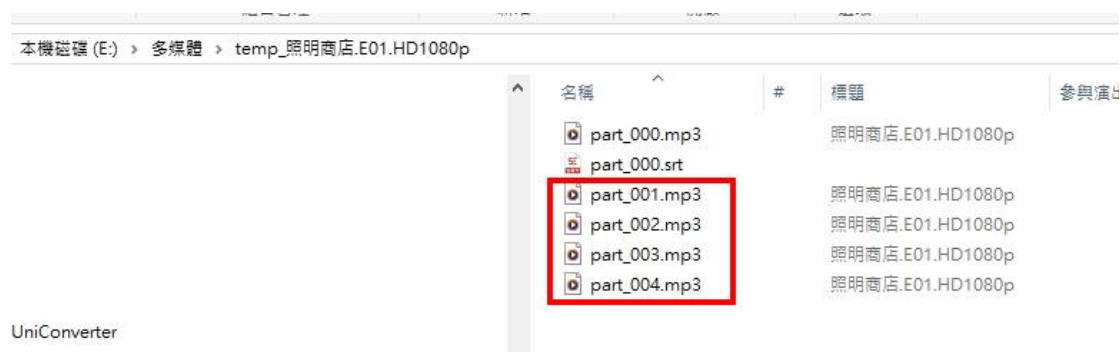 本機磁碟 (E:) › 多媒體 › temp_照明商店.E01.HD1080p
名稱 # 標題 參與演出
part_000.mp3 照明商店.E01.HD1080p
part_000.srt
part_001.mp3 照明商店.E01.HD1080p
part_002.mp3 照明商店.E01.HD1080p
part_003.mp3 照明商店.E01.HD1080p
part_004.mp3 照明商店.E01.HD1080p
UniConverter